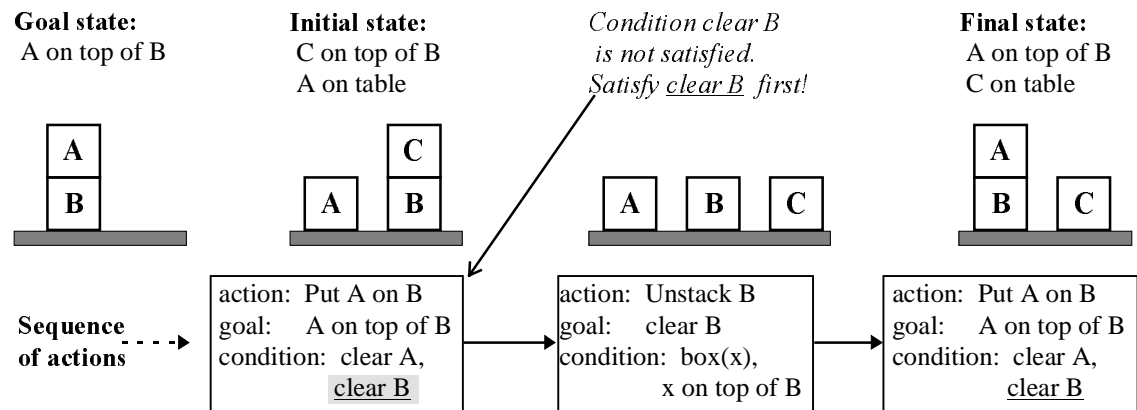 Goal state:
A on top of B
Initial state:
C on top of B
A on table
Condition clear B
is not satisfied.
Satisfy clear B first!
Final state:
A on top of B
C on table
A
B
C
A
B
A
B
C
A
B
C
Sequence
of actions
action: Put A on B
goal: A on top of B
condition: clear A,
clear B
action: Unstack B
goal: clear B
condition: box(x),
x on top of B
action: Put A on B
goal: A on top of B
condition: clear A,
clear B